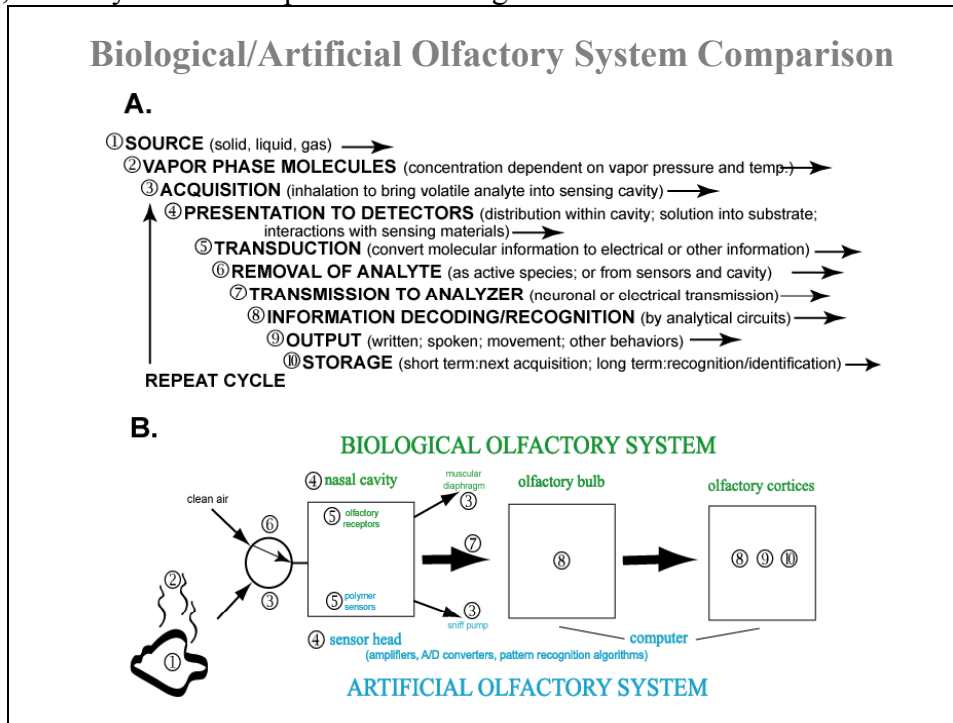 Biological/Artificial Olfactory System Comparison
A.
①SOURCE (solid, liquid, gas)
②VAPOR PHASE MOLECULES (concentration dependent on vapor pressure and temp.)
③ACQUISITION (inhalation to bring volatile analyte into sensing cavity)
④PRESENTATION TO DETECTORS (distribution within cavity; solution into substrate;
interactions with sensing materials)
⑤TRANSDUCTION (convert molecular information to electrical or other information)
⑥REMOVAL OF ANALYTE (as active species; or from sensors and cavity)
⑦TRANSMISSION TO ANALYZER (neuronal or electrical transmission)
⑧INFORMATION DECODING/RECOGNITION (by analytical circuits)
⑨OUTPUT (written; spoken; movement; other behaviors)
⑩STORAGE (short term:next acquisition; long term:recognition/identification)
REPEAT CYCLE
B.
BIOLOGICAL OLFACTORY SYSTEM
④ nasal cavity
muscular
diaphragm
③
olfactory bulb
olfactory cortices
clean air
⑥
⑤ olfactory
receptors
⑦
⑧
⑧ ⑨ ⑩
②
③
⑤ polymer
sensors
③
sniff pump
①
④ sensor head
computer
(amplifiers, A/D converters, pattern recognition algorithms)
ARTIFICIAL OLFACTORY SYSTEM